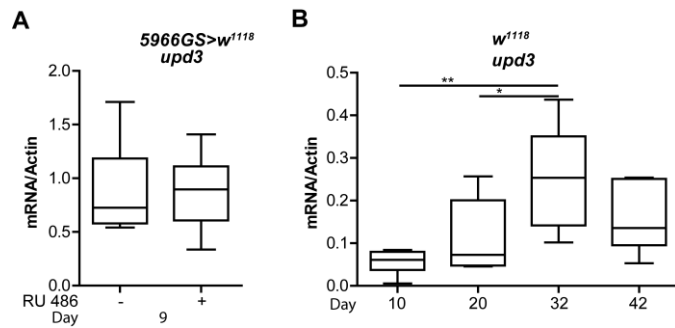 A
5966GS>w1118
upd3
mRNA/Actin
2.0
1.5
1.0
0.5
0.0
RU 486 - +
Day 9
B
w1118
upd3
mRNA/Actin
0.5
0.4
0.3
0.2
0.1
0.0
**
*
Day 10 20 32 42